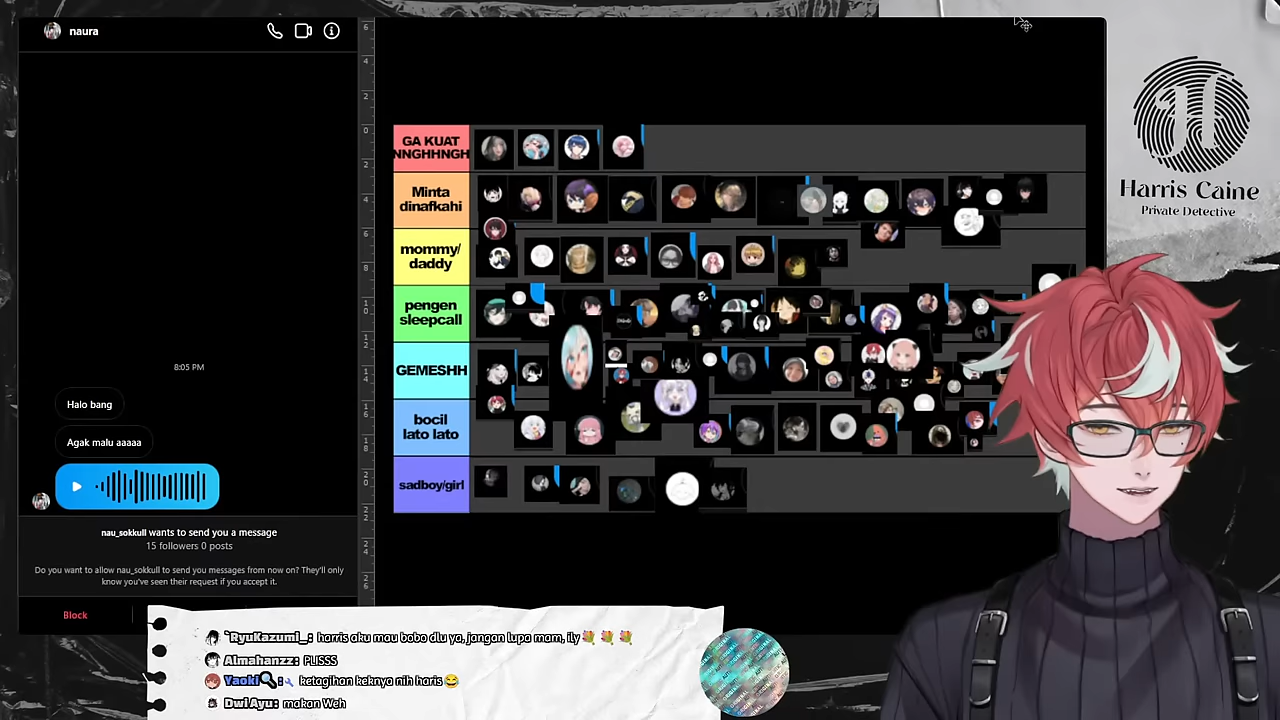 naura
8:05 PM
Halo bang
Agak malu aaaaa
nau_sokkull wants to send you a message
15 followers 0 posts
Do you want to allow nau_sokkull to send you messages from now on? They'll only
know you've seen their request if you accept it.
Block
GA KUAT
NNGHHNGH
Minta
dinafkahi
mommy/
daddy
pengen
sleepcall
GEMESHH
bocil
lato lato
sadboy/girl
Harris Caine
Private Detective
`RyuKazumi_: harris aku mau bobo dlu ya, jangan lupa mam, ily💐 💐 💐
Almahanzz: PLISSS
Yaoki🔍: ketagihan keknya nih haris 😂
Dwi Ayu: makan Weh